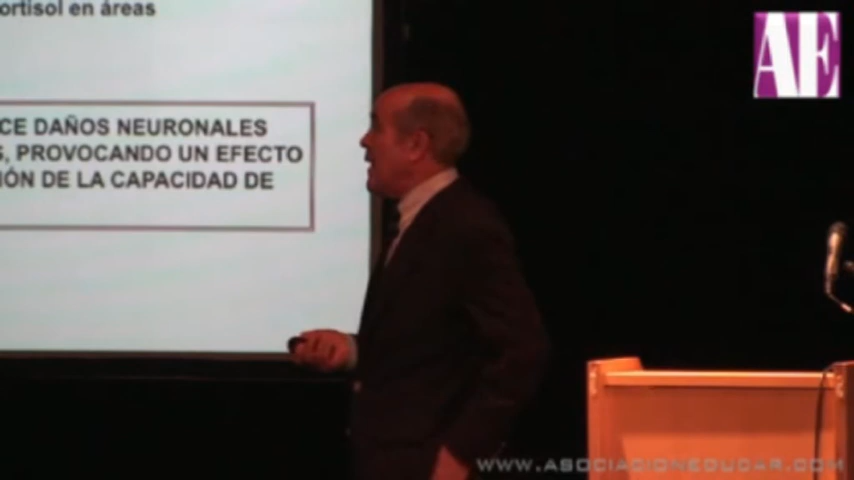 ortisol en áreas
CE DAÑOS NEURONALES
S, PROVOCANDO UN EFECTO
IÓN DE LA CAPACIDAD DE
AE
WWW.ASOCIACIONEDUCAR.COM